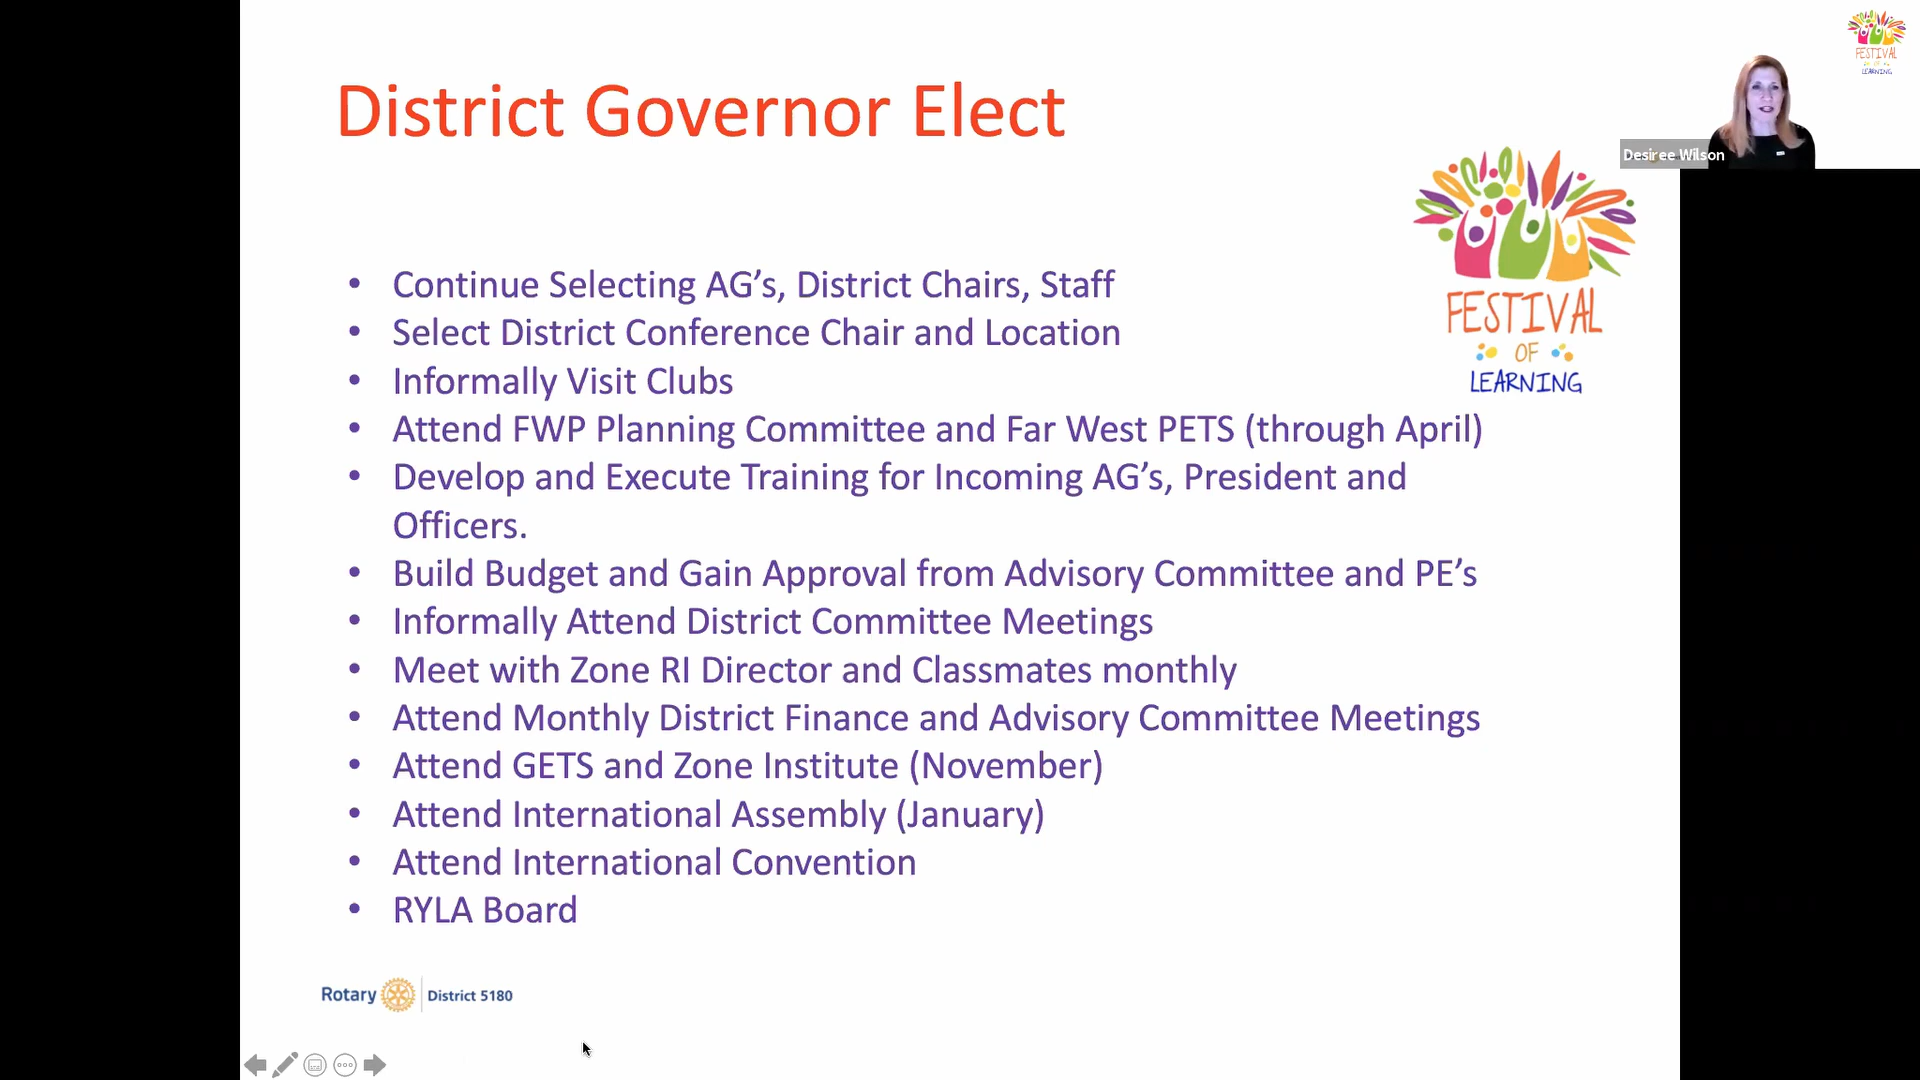 District Governor Elect
FESTIVAL
OF
LEARNING
Desiree Wilson
• Continue Selecting AG’s, District Chairs, Staff
• Select District Conference Chair and Location
• Informally Visit Clubs
• Attend FWP Planning Committee and Far West PETS (through April)
• Develop and Execute Training for Incoming AG’s, President and
Officers.
• Build Budget and Gain Approval from Advisory Committee and PE’s
• Informally Attend District Committee Meetings
• Meet with Zone RI Director and Classmates monthly
• Attend Monthly District Finance and Advisory Committee Meetings
• Attend GETS and Zone Institute (November)
• Attend International Assembly (January)
• Attend International Convention
• RYLA Board
FESTIVAL
OF
LEARNING
Rotary District 5180